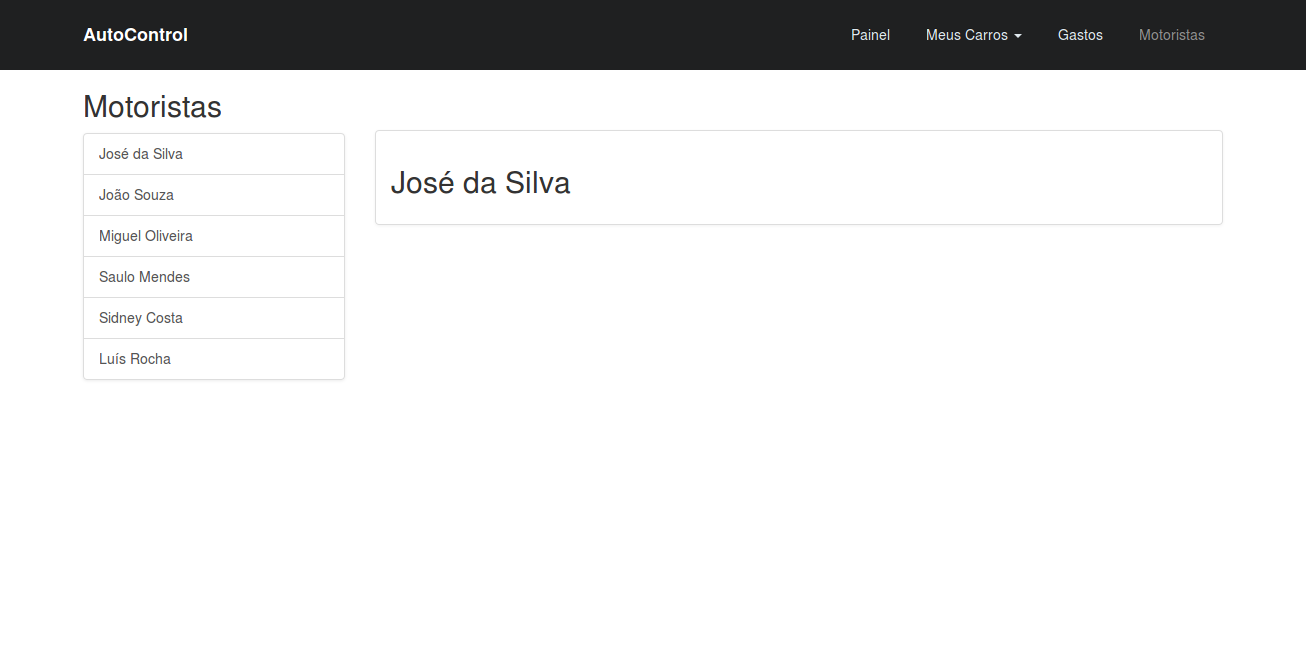 AutoControl
Painel
Meus Carros
Gastos
Motoristas
Motoristas
José da Silva
João Souza
Miguel Oliveira
Saulo Mendes
Sidney Costa
Luís Rocha
José da Silva